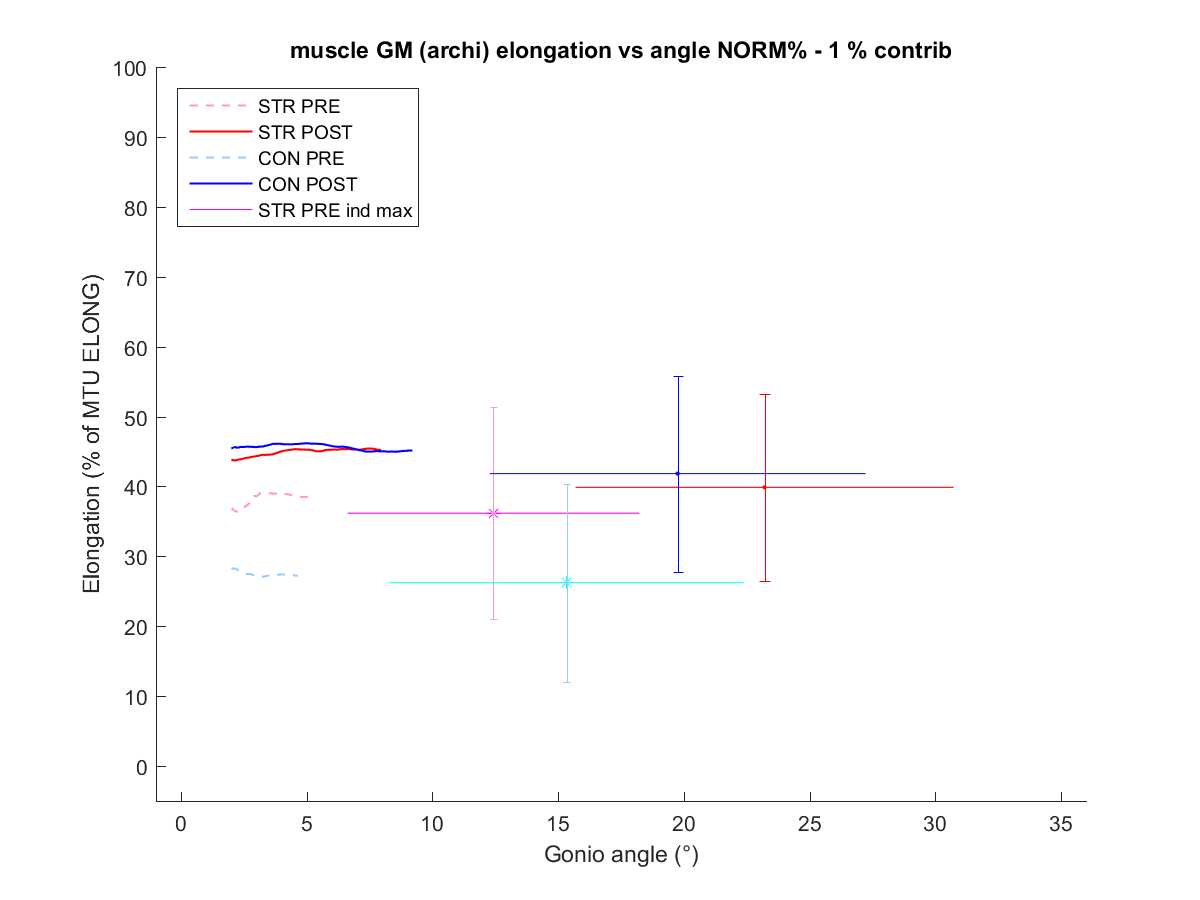 muscle GM (archi) elongation vs angle NORM% - 1 % contrib
STR PRE
STR POST
CON PRE
CON POST
STR PRE ind max
Elongation (% of MTU ELONG)
100
90
80
70
60
50
40
30
20
10
0
0 5 10 15 20 25 30 35
Gonio angle (°)